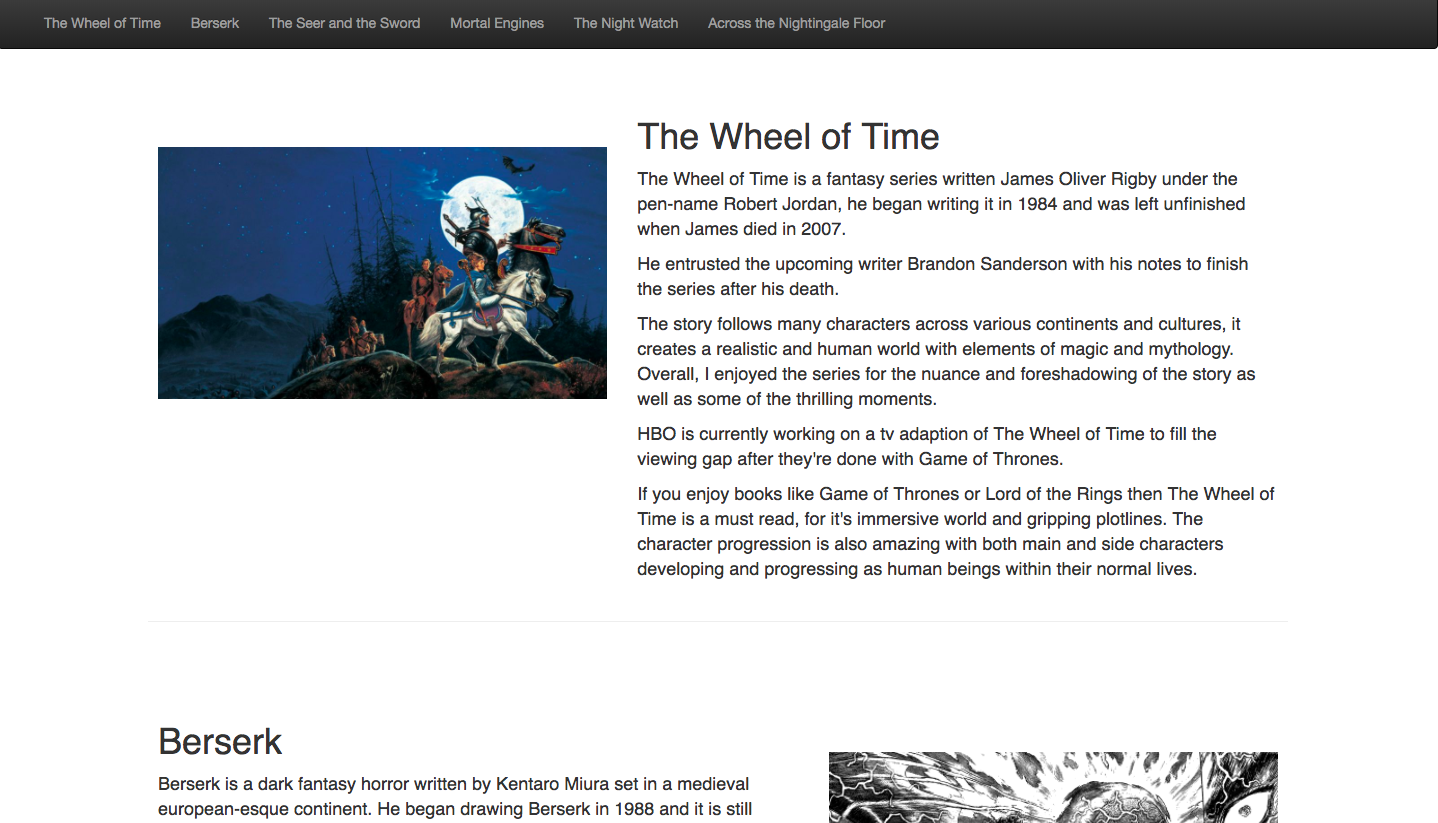 The Wheel of Time Berserk The Seer and the Sword Mortal Engines The Night Watch Across the Nightingale Floor
The Wheel of Time
The Wheel of Time is a fantasy series written James Oliver Rigby under the
pen-name Robert Jordan, he began writing it in 1984 and was left unfinished
when James died in 2007.
He entrusted the upcoming writer Brandon Sanderson with his notes to finish
the series after his death.
The story follows many characters across various continents and cultures, it
creates a realistic and human world with elements of magic and mythology.
Overall, I enjoyed the series for the nuance and foreshadowing of the story as
well as some of the thrilling moments.
HBO is currently working on a tv adaption of The Wheel of Time to fill the
viewing gap after they're done with Game of Thrones.
If you enjoy books like Game of Thrones or Lord of the Rings then The Wheel of
Time is a must read, for it's immersive world and gripping plotlines. The
character progression is also amazing with both main and side characters
developing and progressing as human beings within their normal lives.
Berserk
Berserk is a dark fantasy horror written by Kentaro Miura set in a medieval
european-esque continent. He began drawing Berserk in 1988 and it is still